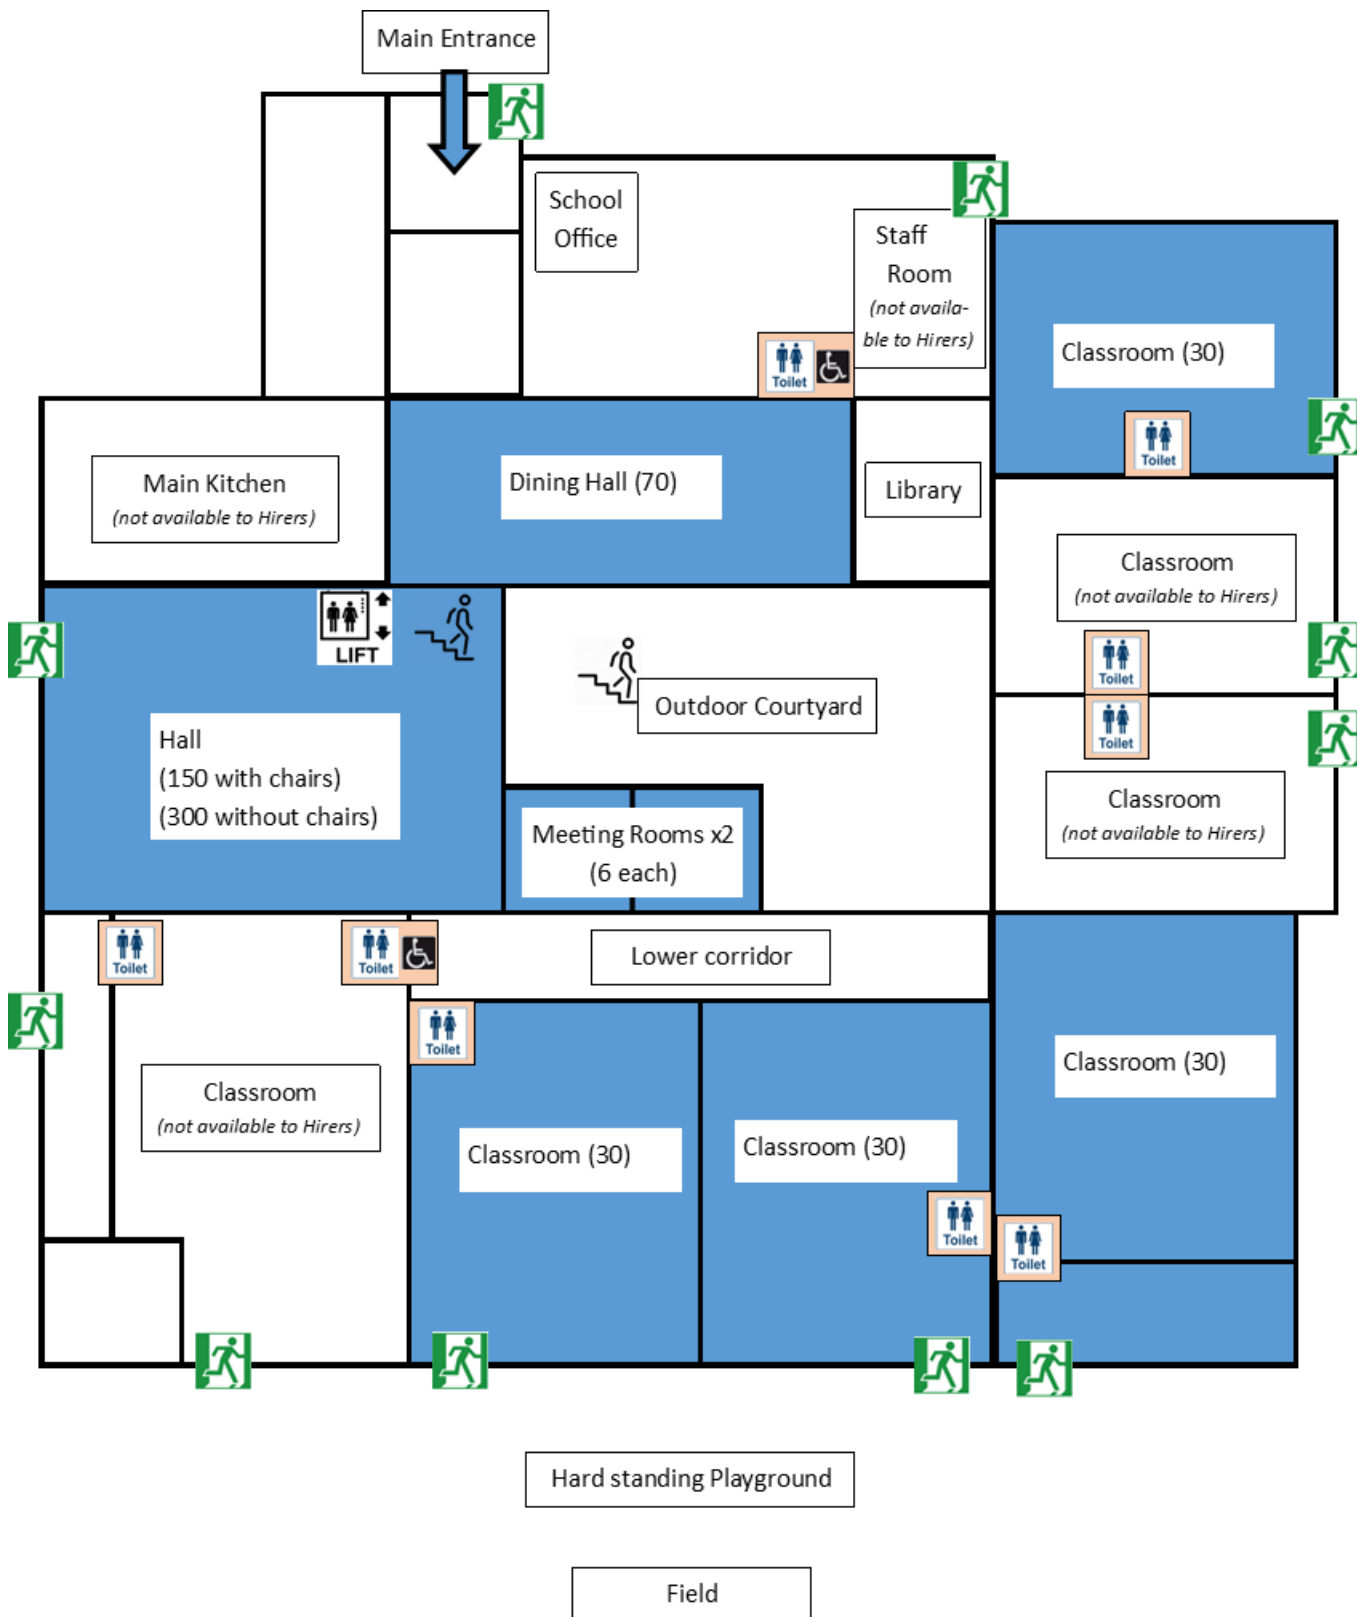 Main Entrance
School
Office
Staff
Room
(not availa-
ble to Hirers)
Toilet
Classroom (30)
Toilet
Main Kitchen
(not available to Hirers)
Dining Hall (70)
Library
Classroom
(not available to Hirers)
Toilet
LIFT
Outdoor Courtyard
Toilet
Hall
(150 with chairs)
(300 without chairs)
Classroom
(not available to Hirers)
Meeting Rooms x2
(6 each)
Toilet
Toilet
Lower corridor
Toilet
Classroom
(not available to Hirers)
Classroom (30)
Classroom (30)
Classroom (30)
Toilet
Toilet
Hard standing Playground
Field